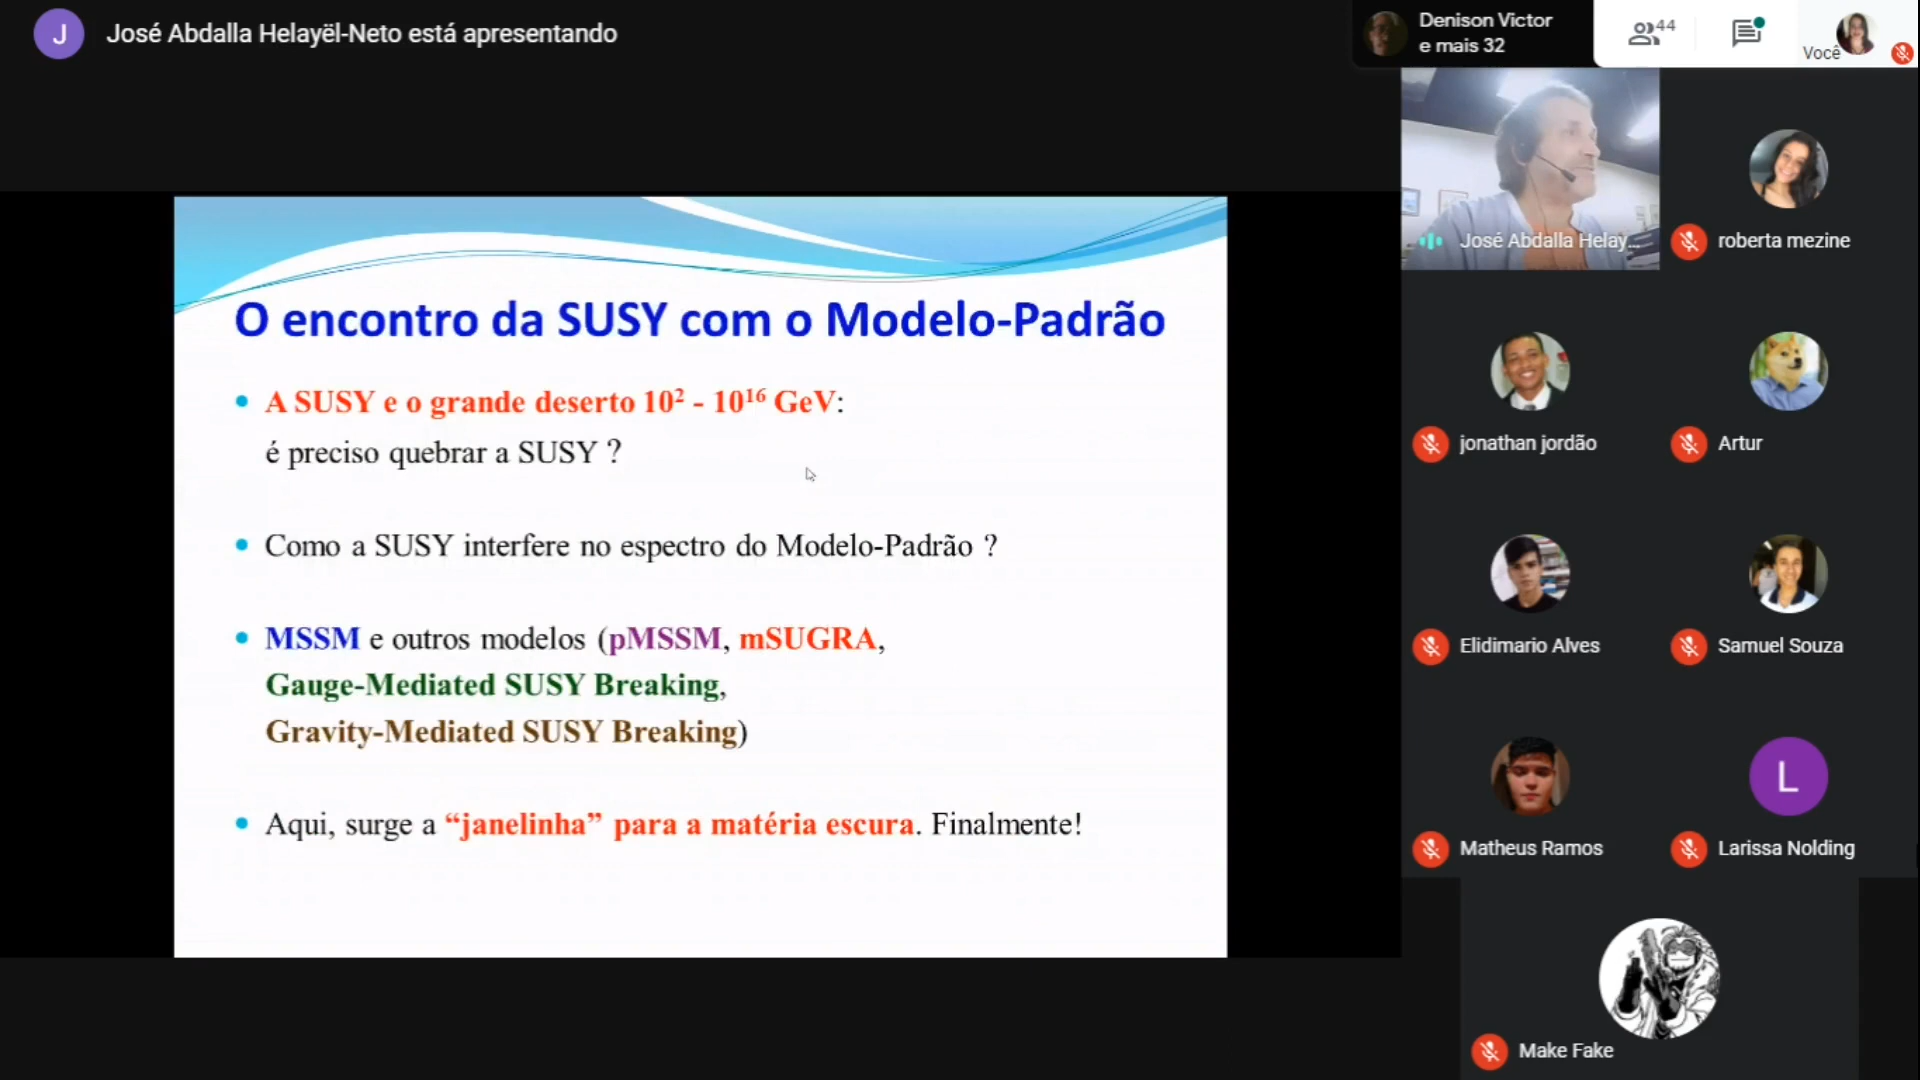 J
José Abdalla Helayël-Neto está apresentando
Denison Victor
e mais 32
44
Você
O encontro da SUSY com o Modelo-Padrão
• A SUSY e o grande deserto 10² - 10¹⁶ GeV:
é preciso quebrar a SUSY ?
• Como a SUSY interfere no espectro do Modelo-Padrão ?
• MSSM e outros modelos (pMSSM, mSUGRA,
Gauge-Mediated SUSY Breaking,
Gravity-Mediated SUSY Breaking)
• Aqui, surge a “janelinha” para a matéria escura. Finalmente!
José Abdalla Helay...
roberta mezine
jonathan jordão
Artur
Elidimario Alves
Samuel Souza
Matheus Ramos
L
Larissa Nolding
Make Fake